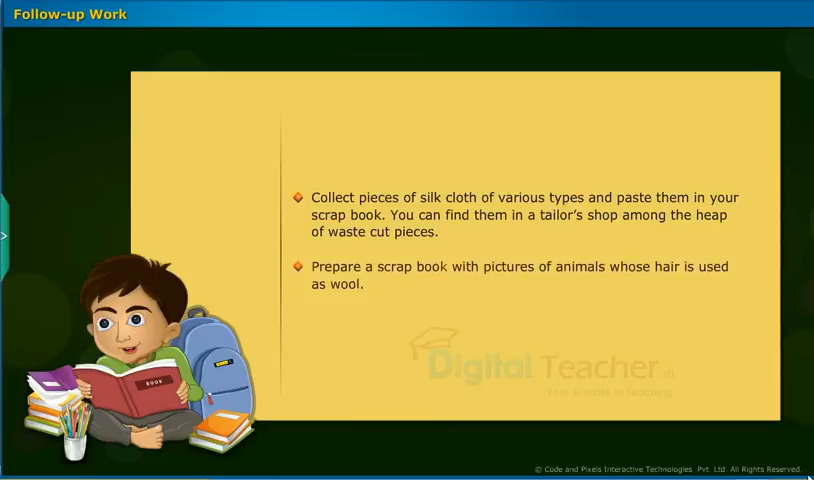 Follow-up Work
Collect pieces of silk cloth of various types and paste them in your
scrap book. You can find them in a tailor's shop among the heap
of waste cut pieces.
Prepare a scrap book with pictures of animals whose hair is used
as wool.
Digital Teacher.in
BOOK
© Code and Pixels Interactive Technologies Pvt. Ltd. All Rights Reserved.